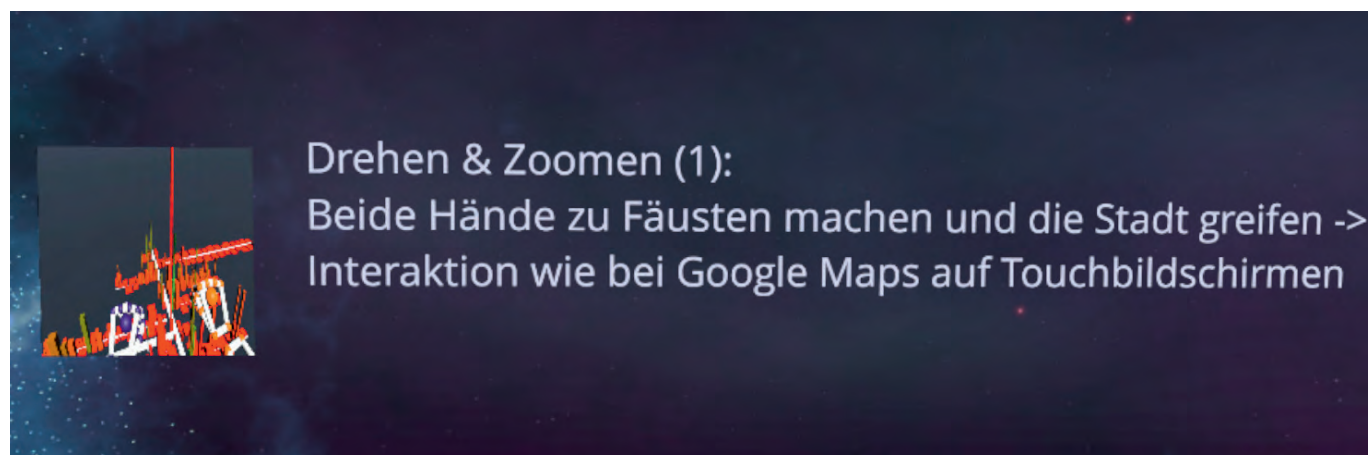 Drehen & Zoomen (1):
Beide Hände zu Fäusten machen und die Stadt greifen ->
Interaktion wie bei Google Maps auf Touchbildschirmen